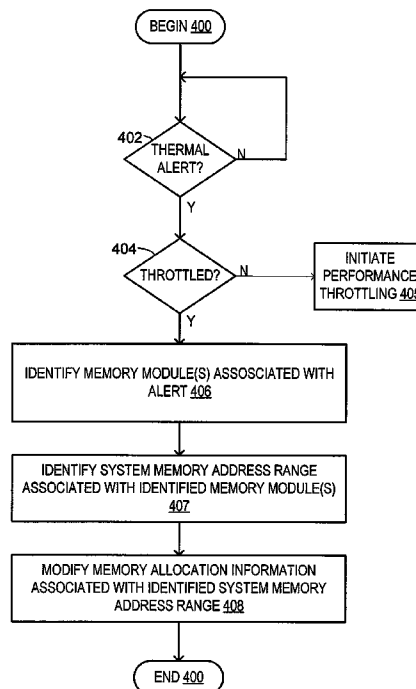 BEGIN 400
402
THERMAL
ALERT?
N
Y
404
THROTTLED?
N
INITIATE
PERFORMANCE
THROTTLING 405
Y
IDENTIFY MEMORY MODULE(S) ASSOSCIATED WITH
ALERT 406
IDENTIFY SYSTEM MEMORY ADDRESS RANGE
ASSOCIATED WITH IDENTIFIED MEMORY MODULE(S)
407
MODIFY MEMORY ALLOCATION INFORMATION
ASSOCIATED WITH IDENTIFIED SYSTEM MEMORY
ADDRESS RANGE 408
END 400